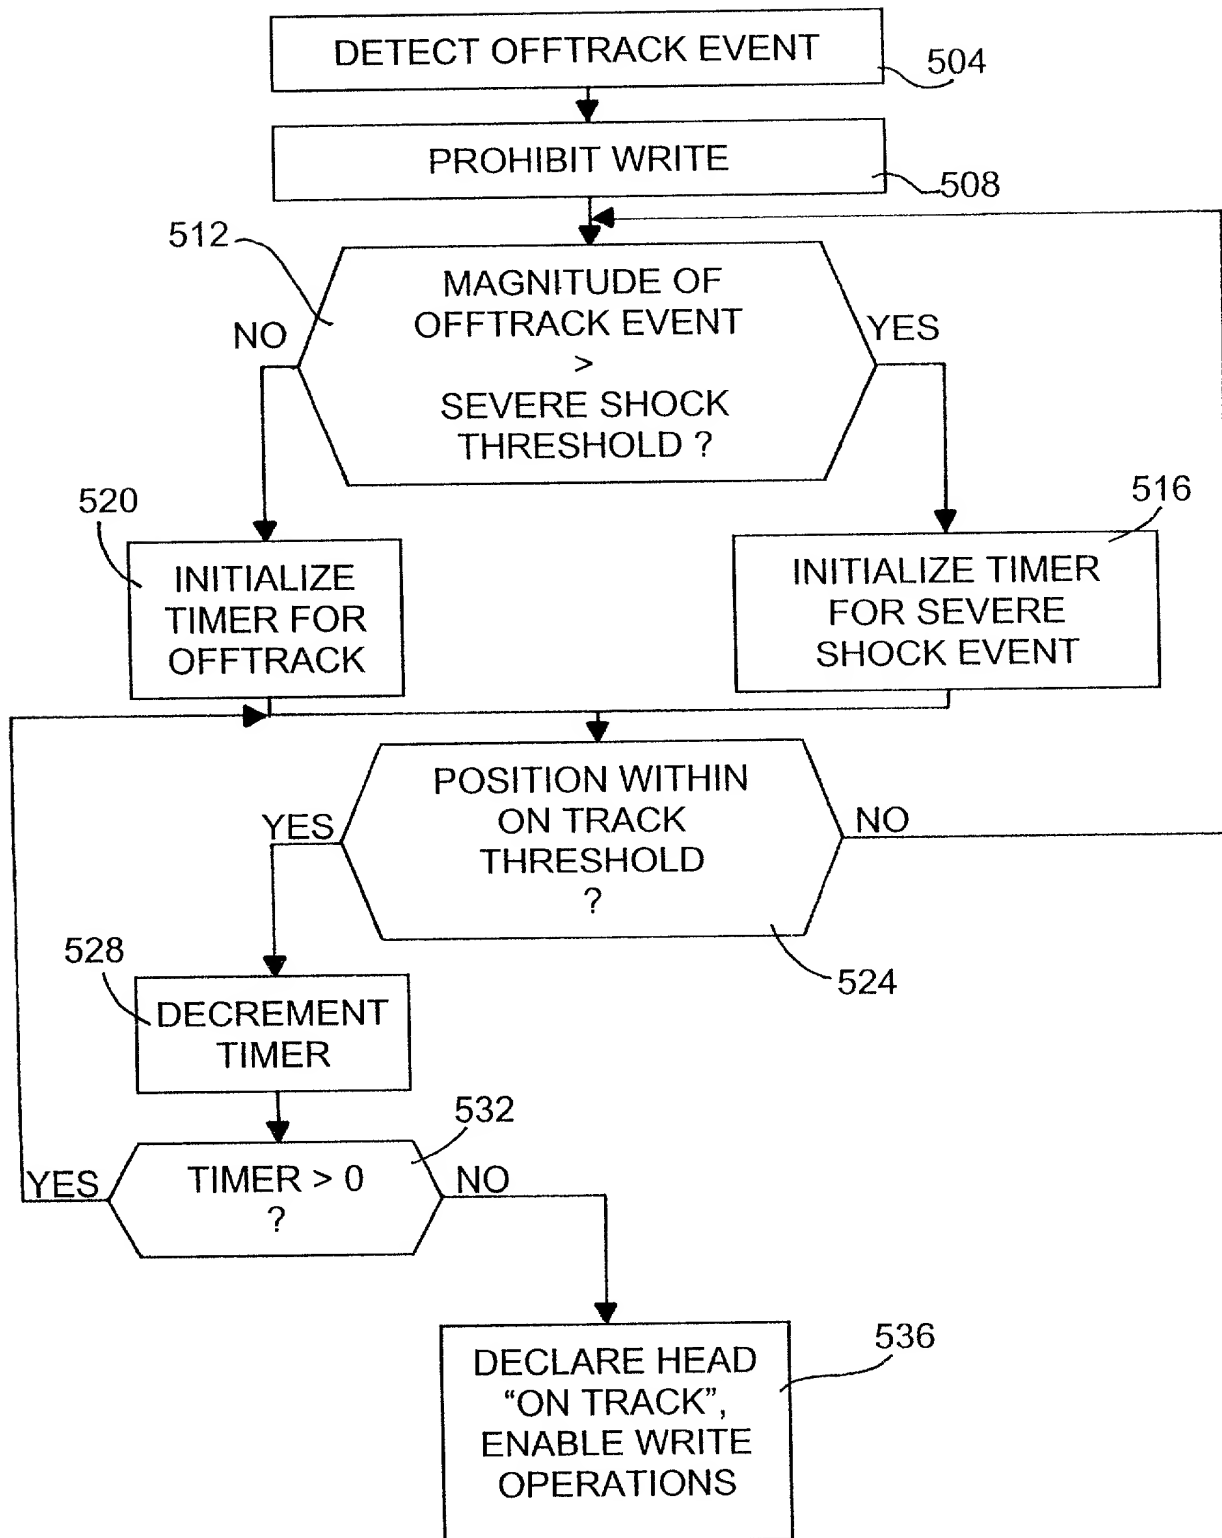 DETECT OFFTRACK EVENT
504
PROHIBIT WRITE
508
512
MAGNITUDE OF
OFFTRACK EVENT
>
SEVERE SHOCK
THRESHOLD ?
NO
YES
520
516
INITIALIZE
TIMER FOR
OFFTRACK
INITIALIZE TIMER
FOR SEVERE
SHOCK EVENT
POSITION WITHIN
ON TRACK
THRESHOLD
?
YES
NO
524
528
DECREMENT
TIMER
532
TIMER > 0
?
YES
NO
536
DECLARE HEAD
“ON TRACK”,
ENABLE WRITE
OPERATIONS